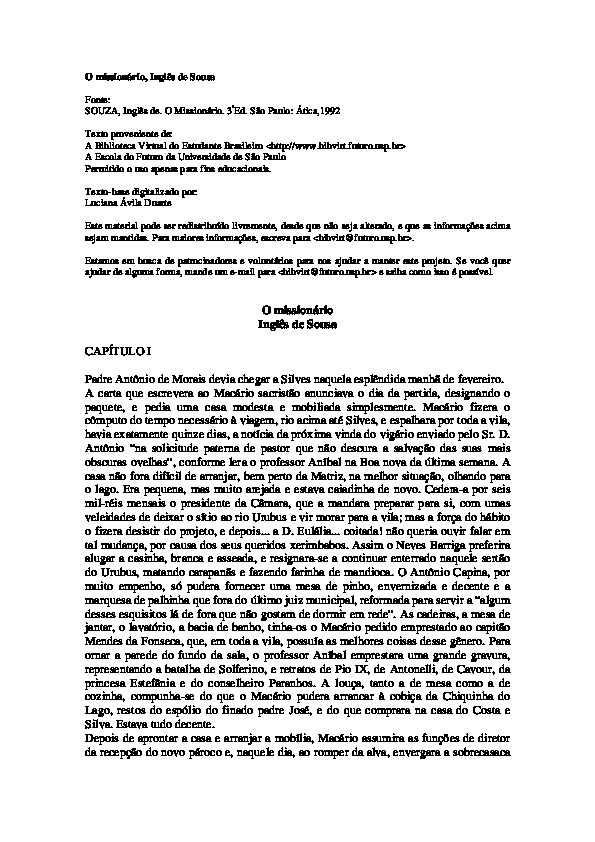 O missionário, Inglês de Sousa
Fonte:
SOUZA, Inglês de. O Missionário. 3ªEd. São Paulo: Ática,1992
Texto proveniente de:
A Biblioteca Virtual do Estudante Brasileiro <http://www.bibvirt.futuro.usp.br>
A Escola do Futuro da Universidade de São Paulo
Permitido o uso apenas para fins educacionais.
Texto-base digitalizado por:
Luciana Ávila Duarte
Este material pode ser redistribuído livremente, desde que não seja alterado, e que as informações acima
sejam mantidas. Para maiores informações, escreva para <bibvirt@futuro.usp.br>.
Estamos em busca de patrocinadores e voluntários para nos ajudar a manter este projeto. Se você quer
ajudar de alguma forma, mande um e-mail para <bibvirt@futuro.usp.br> e saiba como isso é possível.
O missionário
Inglês de Sousa
CAPÍTULO I
Padre Antônio de Morais devia chegar a Silves naquela esplêndida manhã de fevereiro.
A carta que escrevera ao Macário sacristão anunciava o dia da partida, designando o
paquete, e pedia uma casa modesta e mobiliada simplesmente. Macário fizera o
cômputo do tempo necessário à viagem, rio acima até Silves, e espalhara por toda a vila,
havia exatamente quinze dias, a notícia da próxima vinda do vigário enviado pelo Sr. D.
Antônio "na solicitude paterna de pastor que não descura a salvação das suas mais
obscuras ovelhas", conforme lera o professor Aníbal na Boa nova da última semana. A
casa não fora difícil de arranjar, bem perto da Matriz, na melhor situação, olhando para
o lago. Era pequena, mas muito arejada e estava caiadinha de novo. Cedera-a por seis
mil-réis mensais o presidente da Câmara, que a mandara preparar para si, com umas
veleidades de deixar o sítio ao rio Urubus e vir morar para a vila; mas a força do hábito
o fizera desistir do projeto, e depois... a D. Eulália... coitada! não queria ouvir falar em
tal mudança, por causa dos seus queridos xerimbabos. Assim o Neves Barriga preferira
alugar a casinha, branca e asseada, e resignara-se a continuar enterrado naquele sertão
do Urubus, matando carapanãs e fazendo farinha de mandioca. O Antônio Capina, por
muito empenho, só pudera fornecer uma mesa de pinho, envernizada e decente e a
marquesa de palhinha que fora do último juiz municipal, reformada para servir a "algum
desses esquisitos lá de fora que não gostam de dormir em rede". As cadeiras, a mesa de
jantar, o lavatório, a bacia de banho, tinha-os o Macário pedido emprestado ao capitão
Mendes da Fonseca, que, em toda a vila, possuía as melhores coisas desse gênero. Para
ornar a parede do fundo da sala, o professor Aníbal emprestara uma grande gravura,
representando a batalha de Solferino, e retratos de Pio IX, de Antonelli, de Cavour, da
princesa Estefânia e do conselheiro Paranhos. A louça, tanto a de mesa como a de
cozinha, compunha-se do que o Macário pudera arrancar à cobiça da Chiquinha do
Lago, restos do espólio do finado padre José, e do que comprara na casa do Costa e
Silva. Estava tudo decente.
Depois de aprontar a casa e arranjar a mobília, Macário assumira as funções de diretor
da recepção do novo pároco e, naquele dia, ao romper da alva, envergara a sobrecasaca